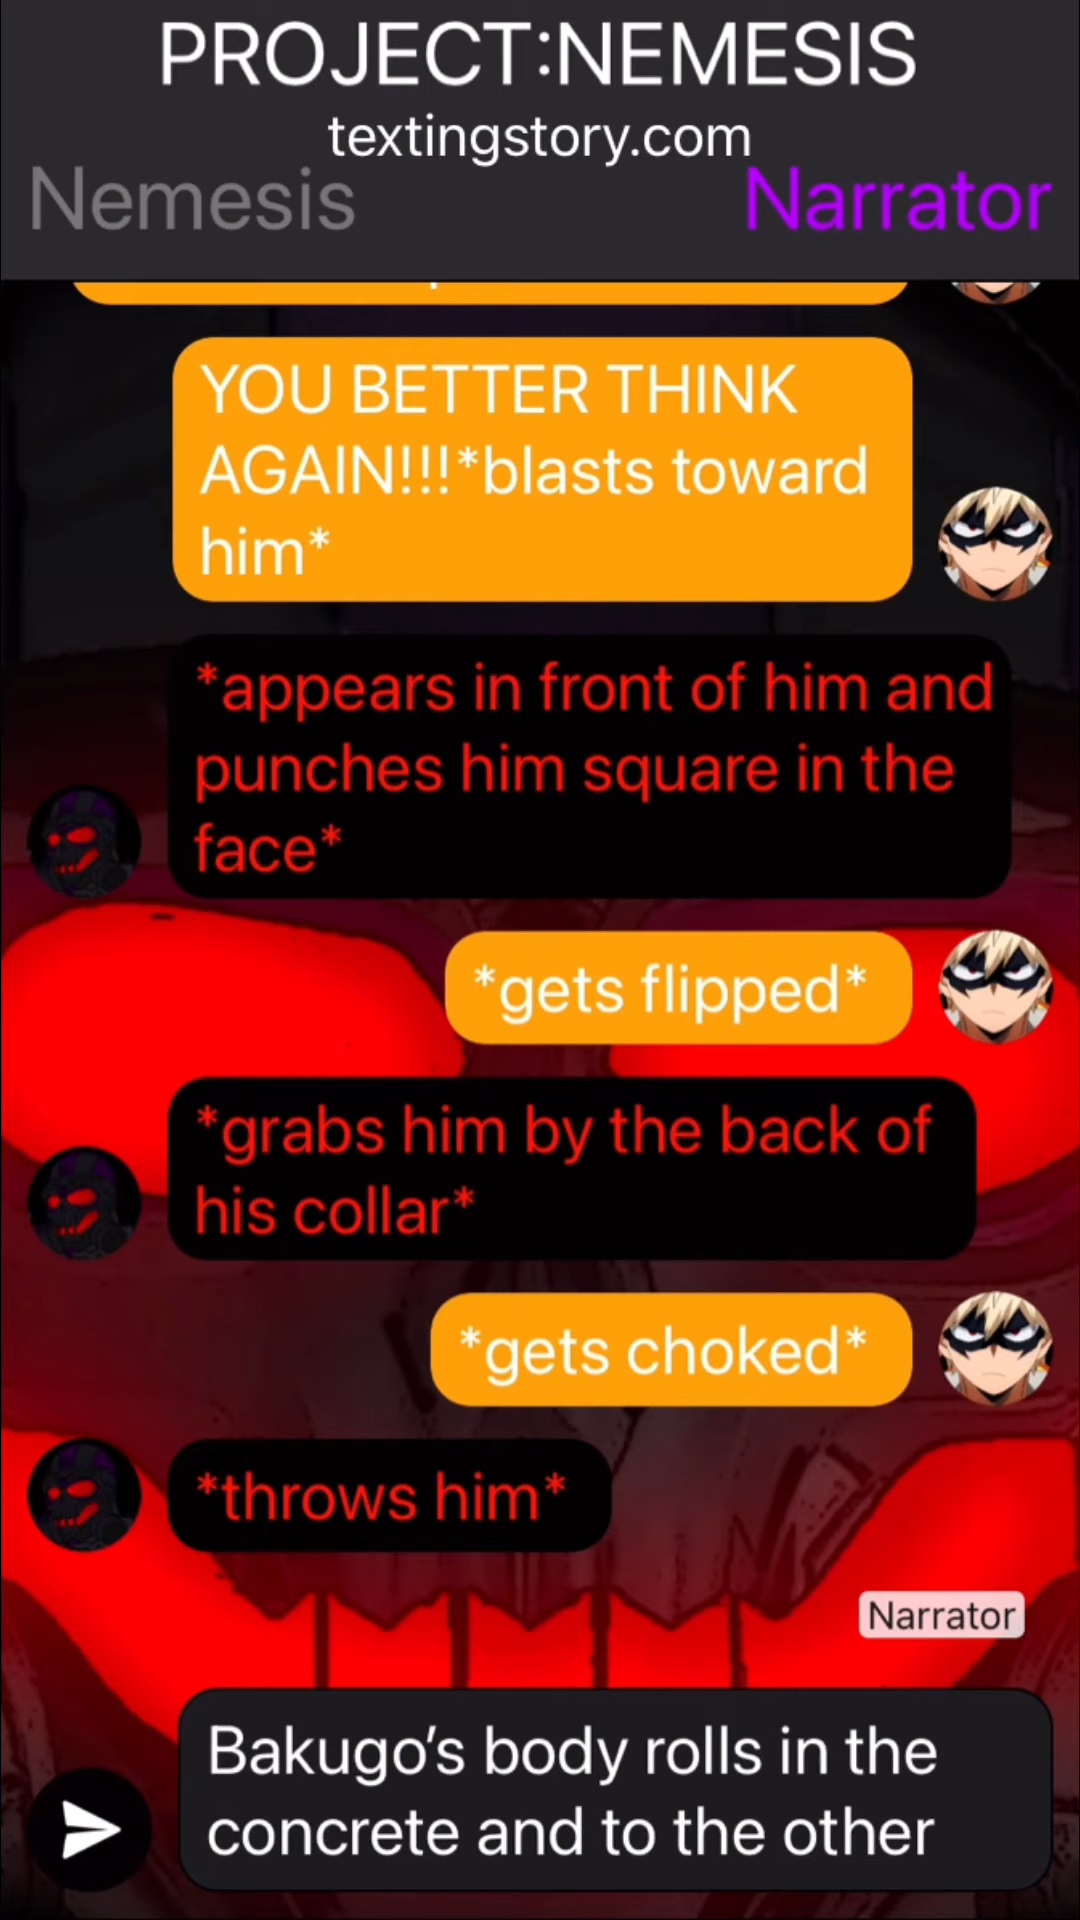 PROJECT:NEMESIS
textingstory.com
Nemesis
Narrator
YOU BETTER THINK
AGAIN!!!*blasts toward
him*
*appears in front of him and
punches him square in the
face*
*gets flipped*
*grabs him by the back of
his collar*
*gets choked*
*throws him*
Narrator
Bakugo’s body rolls in the
concrete and to the other